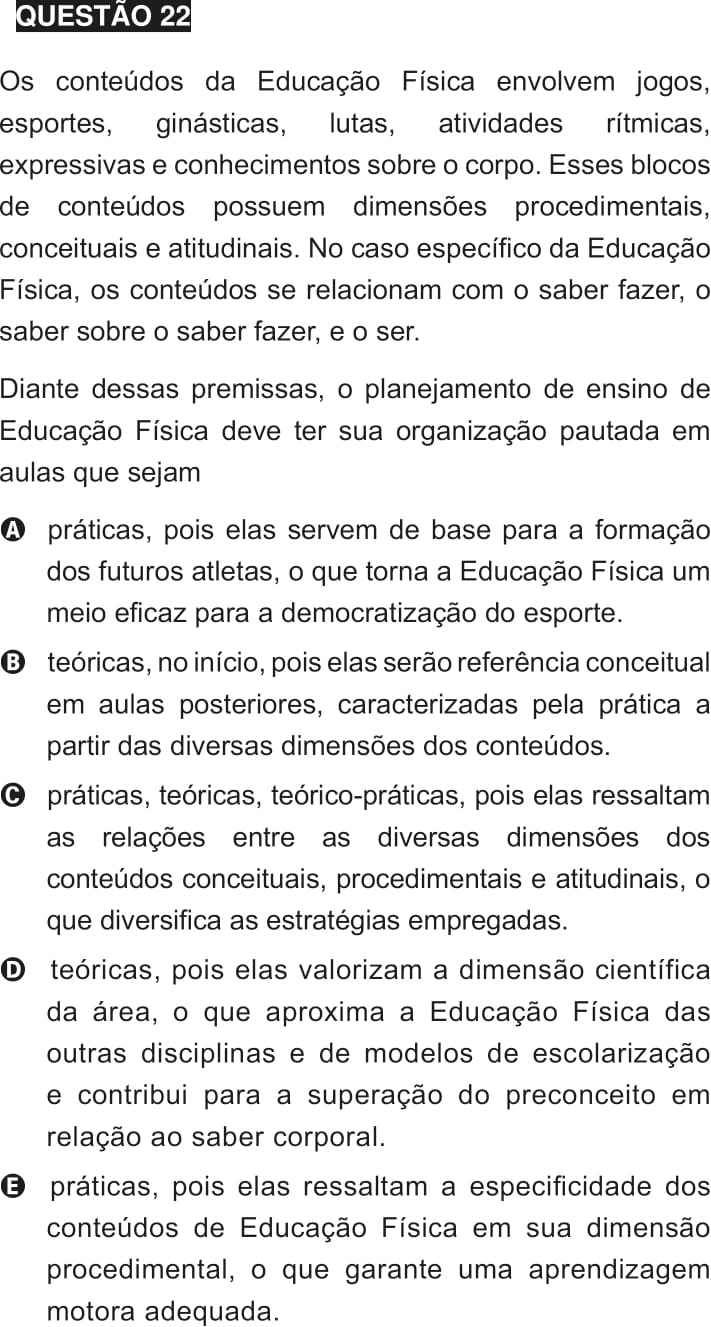 QUESTÃO 22
Os conteúdos da Educação Física envolvem jogos,
esportes, ginásticas, lutas, atividades rítmicas,
expressivas e conhecimentos sobre o corpo. Esses blocos
de conteúdos possuem dimensões procedimentais,
conceituais e atitudinais. No caso específico da Educação
Física, os conteúdos se relacionam com o saber fazer, o
saber sobre o saber fazer, e o ser.
Diante dessas premissas, o planejamento de ensino de
Educação Física deve ter sua organização pautada em
aulas que sejam
A práticas, pois elas servem de base para a formação
dos futuros atletas, o que torna a Educação Física um
meio eficaz para a democratização do esporte.
B teóricas, no início, pois elas serão referência conceitual
em aulas posteriores, caracterizadas pela prática a
partir das diversas dimensões dos conteúdos.
C práticas, teóricas, teórico-práticas, pois elas ressaltam
as relações entre as diversas dimensões dos
conteúdos conceituais, procedimentais e atitudinais, o
que diversifica as estratégias empregadas.
D teóricas, pois elas valorizam a dimensão científica
da área, o que aproxima a Educação Física das
outras disciplinas e de modelos de escolarização
e contribui para a superação do preconceito em
relação ao saber corporal.
E práticas, pois elas ressaltam a especificidade dos
conteúdos de Educação Física em sua dimensão
procedimental, o que garante uma aprendizagem
motora adequada.